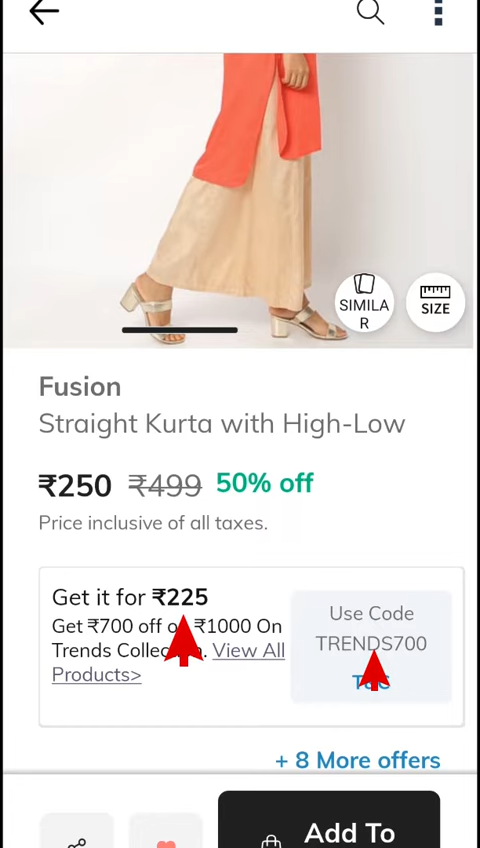 SIMILA
R
SIZE
Fusion
Straight Kurta with High-Low
₹250 ₹499 50% off
Price inclusive of all taxes.
Get it for ₹225
Get ₹700 off on ₹1000 On
Trends Collection. View All
Products>
Use Code
TRENDS700
T&C
+ 8 More offers
Add To